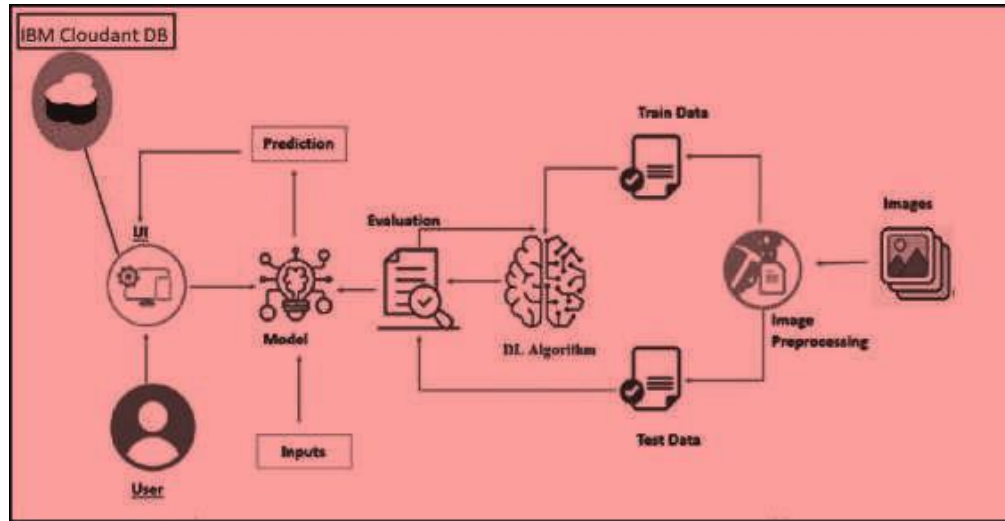 IBM Cloudant DB
Train Data
Prediction
Images
Evaluation
UI
Model
DL Algorithm
Image
Preprocessing
Inputs
Test Data
User